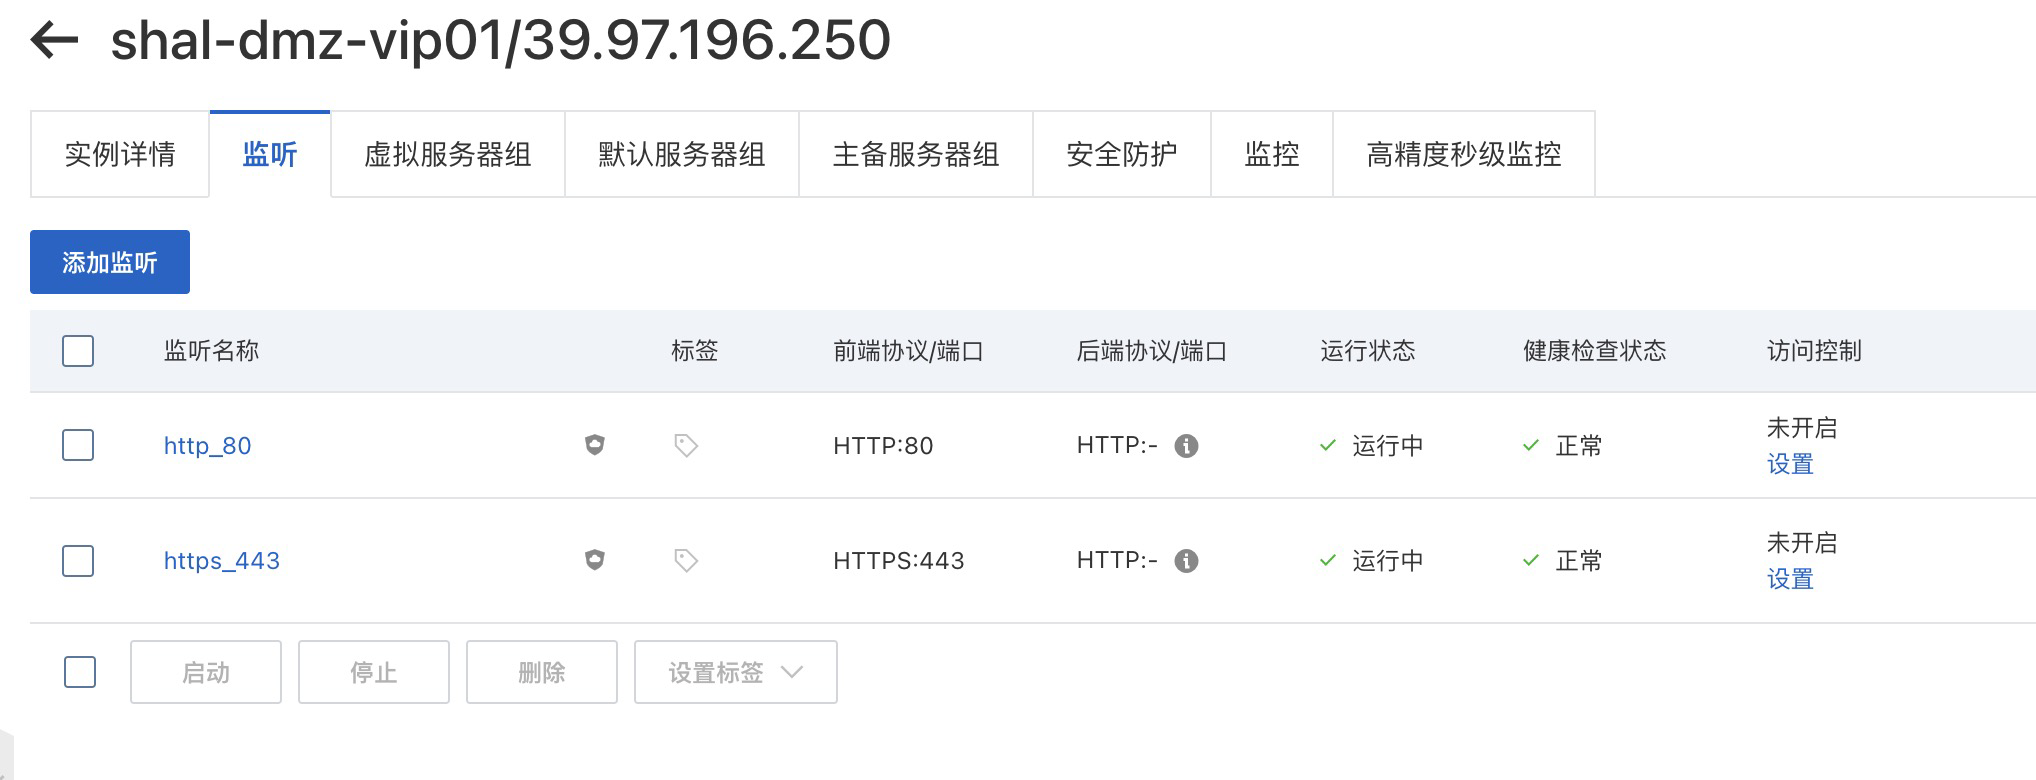 shal-dmz-vip01/39.97.196.250
实例详情 监听 虚拟服务器组 默认服务器组 主备服务器组 安全防护 监控 高精度秒级监控
添加监听
监听名称 标签 前端协议/端口 后端协议/端口 运行状态 健康检查状态 访问控制
http_80 HTTP:80 HTTP:- 运行中 正常 未开启
设置
https_443 HTTPS:443 HTTP:- 运行中 正常 未开启
设置
启动 停止 删除 设置标签